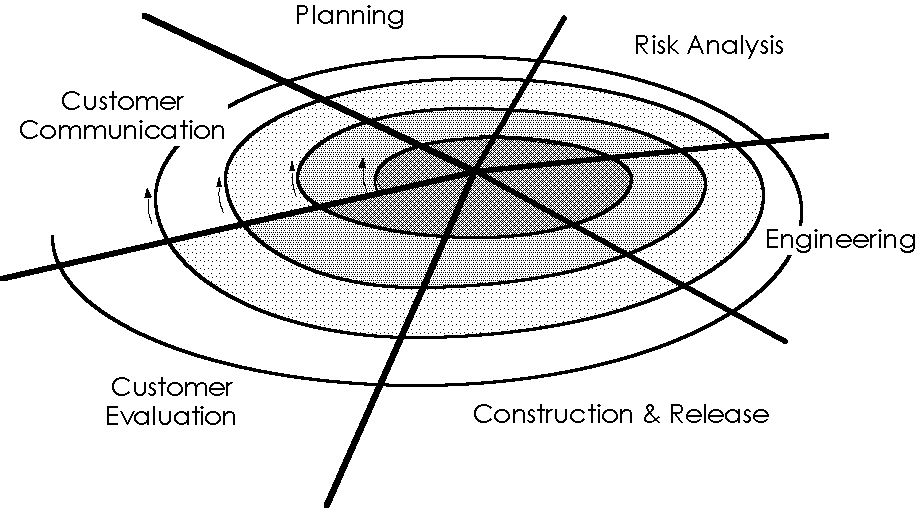 Planning
Risk Analysis
Customer
Communication
Engineering
Customer
Evaluation
Construction & Release